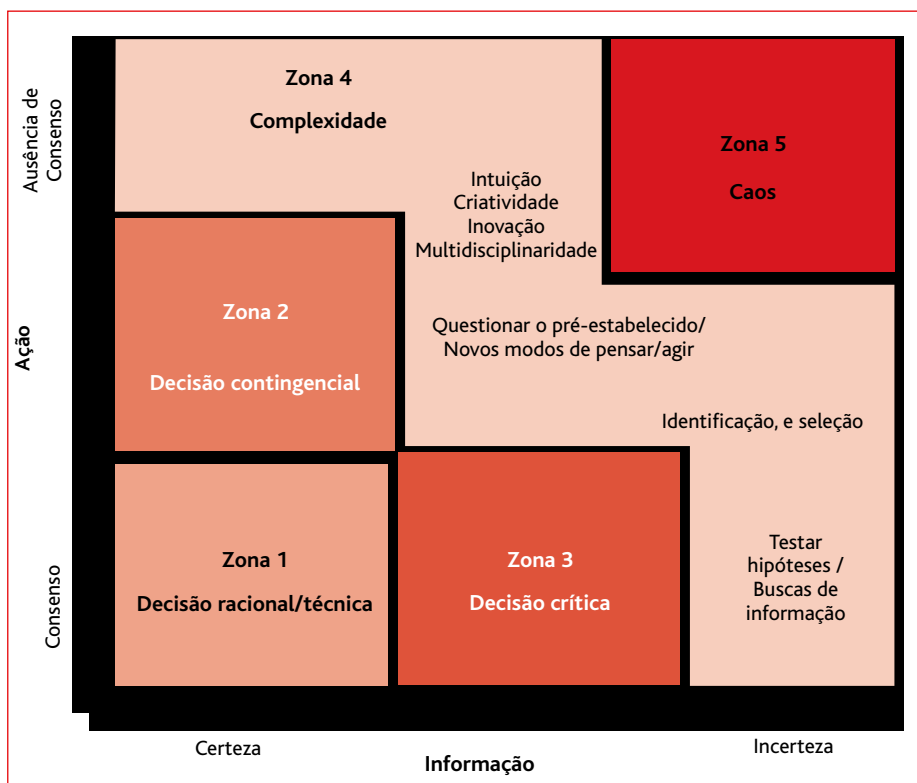 Ausência de
Consenso
Ação
Consenso
Zona 4
Complexidade
Intuição
Criatividade
Inovação
Multidisciplinaridade
Zona 5
Caos
Zona 2
Decisão contingencial
Questionar o pré-estabelecido/
Novos modos de pensar/agir
Identificação, e seleção
Zona 1
Decisão racional/técnica
Zona 3
Decisão crítica
Testar
hipóteses /
Buscas de
informação
Certeza
Informação
Incerteza